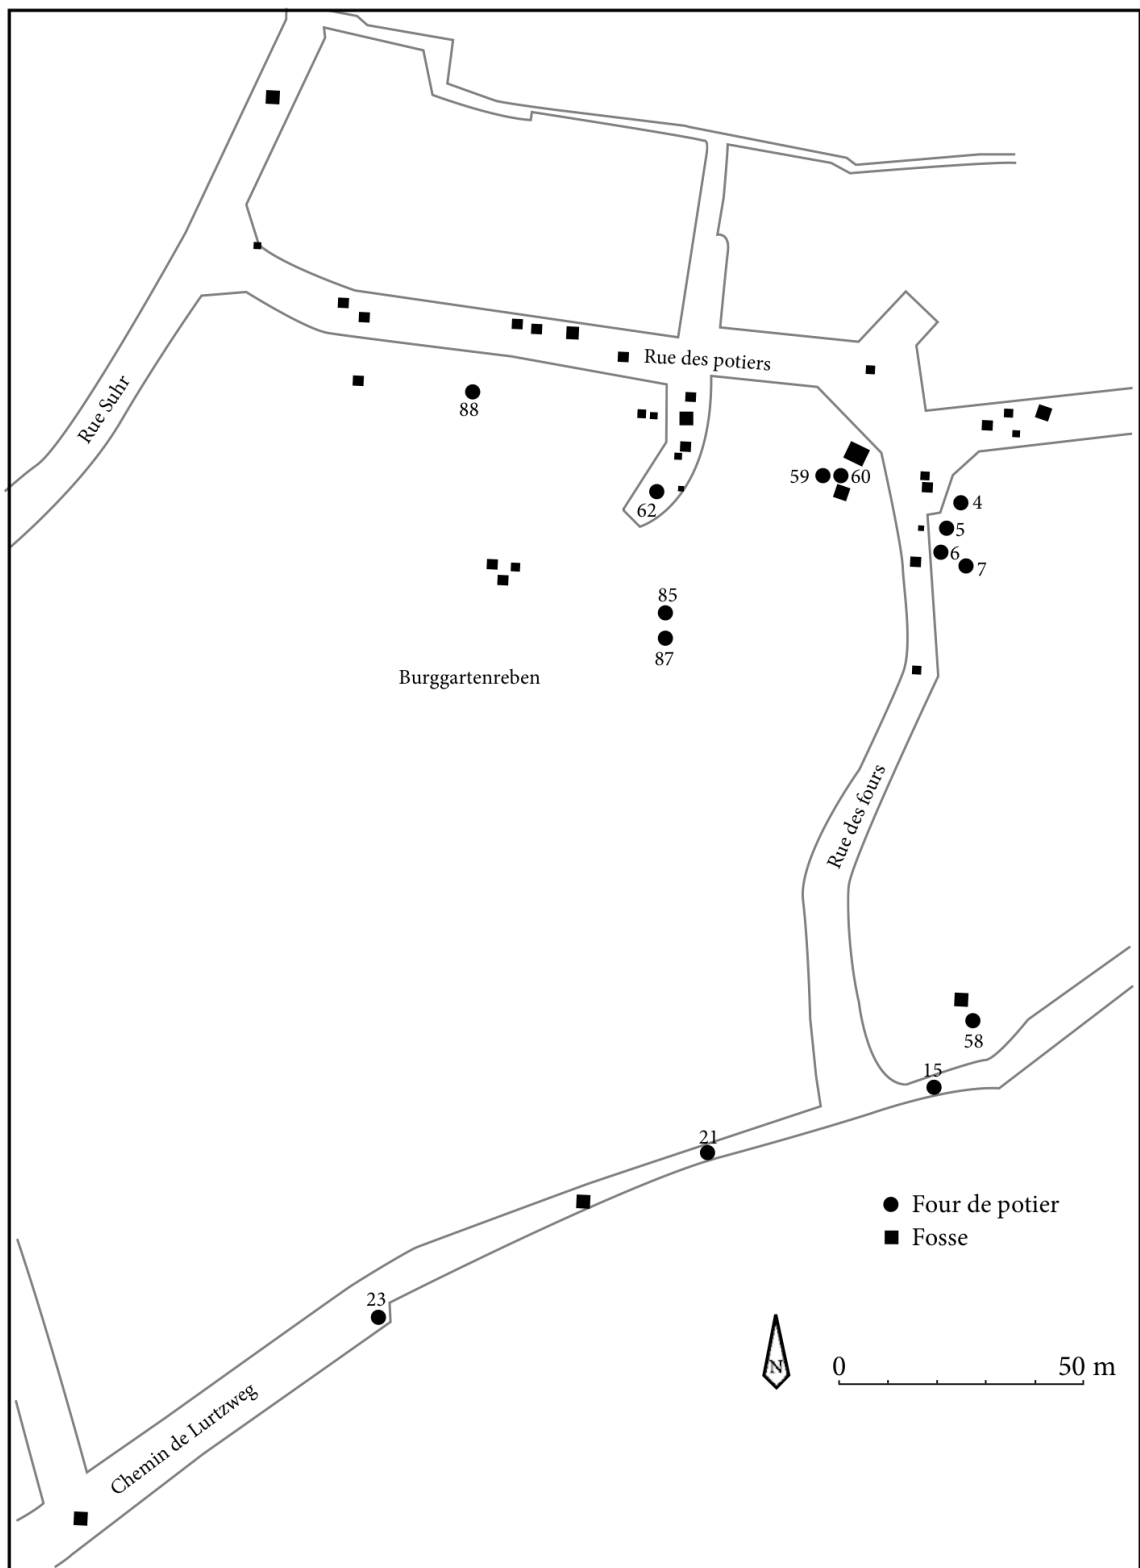 Rue Suhr
Rue des potiers
88
59
60
62
4
5
6
7
85
87
Burggartenreben
Rue des fours
58
15
21
Four de potier
Fosse
23
N
0
50 m
Chemin de Lurtzweg